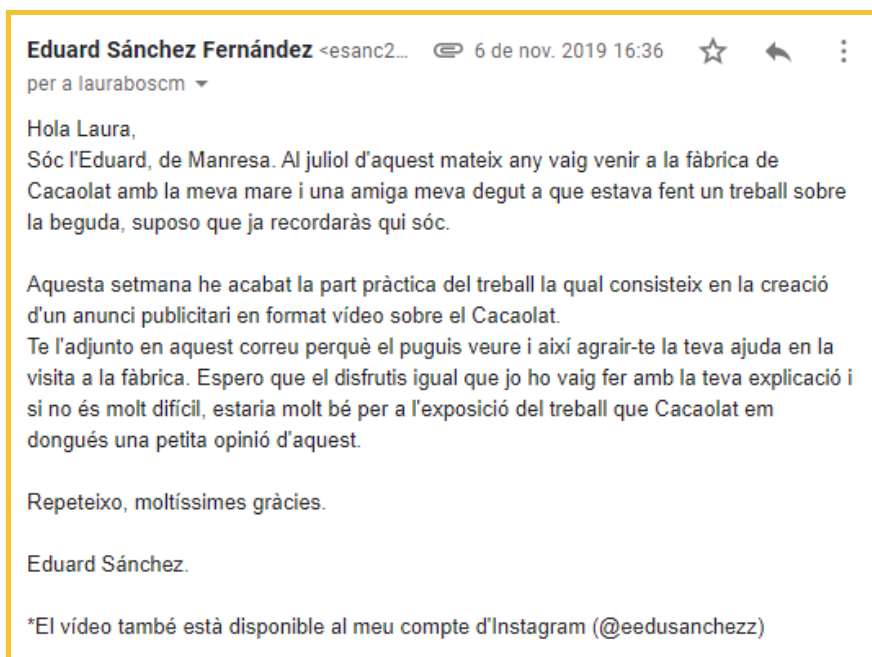 Eduard Sánchez Fernández <esanc2... 6 de nov. 2019 16:36
per a lauraboscm
Hola Laura,
Sóc l'Eduard, de Manresa. Al juliol d'aquest mateix any vaig venir a la fàbrica de
Cacaolat amb la meva mare i una amiga meva degut a que estava fent un treball sobre
la beguda, suposo que ja recordaràs qui sóc.
Aquesta setmana he acabat la part pràctica del treball la qual consisteix en la creació
d'un anunci publicitari en format vídeo sobre el Cacaolat.
Te l'adjunto en aquest correu perquè el puguis veure i així agrair-te la teva ajuda en la
visita a la fàbrica. Espero que el disfrutis igual que jo ho vaig fer amb la teva explicació i
si no és molt difícil, estaria molt bé per a l'exposició del treball que Cacaolat em
dongués una petita opinió d'aquest.
Repeteixo, moltíssimes gràcies.
Eduard Sánchez.
*El vídeo també està disponible al meu compte d'Instagram (@eedusanchezz)